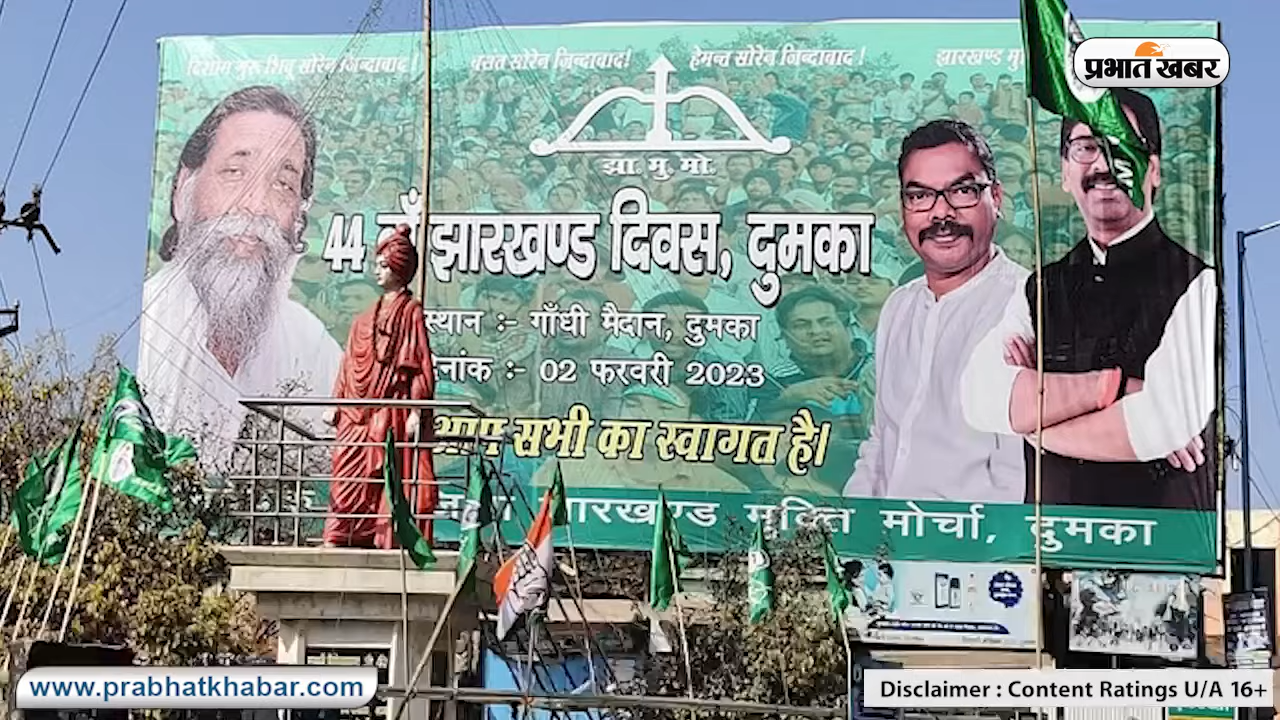 दिशोम गुरू शिबू सोरेन जिन्दाबाद! बसंत सोरेन जिन्दाबाद! हेमन्त सोरेन जिन्दाबाद! झारखण्ड
प्रभात खबर
झा. मु. मो.
44 वाँ झारखण्ड दिवस, दुमका
स्थान :- गाँधी मैदान, दुमका
दिनांक :- 02 फरवरी 2023
आप सभी का स्वागत है।
झारखण्ड मुक्ति मोर्चा, दुमका
www.prabhatkhabar.com
Disclaimer : Content Ratings U/A 16+